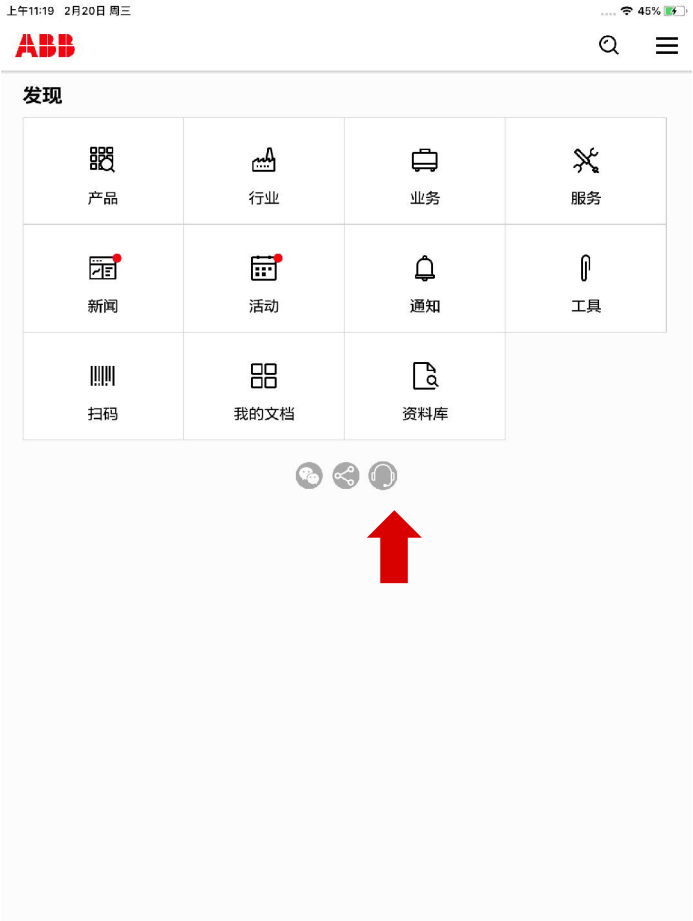 上午11:19 2月20日 周三
45%
ABB
发现
产品 行业 业务 服务
新闻 活动 通知 工具
扫码 我的文档 资料库